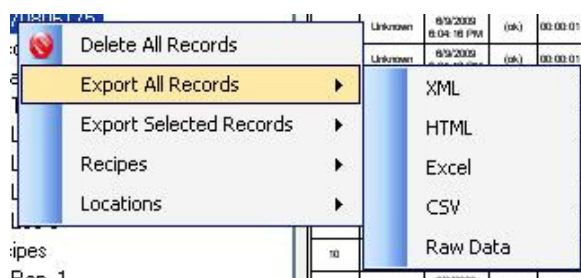 70806175
Delete All Records
Export All Records
Export Selected Records
Recipes
Locations
XML
HTML
Excel
CSV
Raw Data
Unknown 6/9/2009 6:04:16 PM (ok) 00:00:01
Unknown 6/9/2009 (ok) 00:00:01
ipes
10